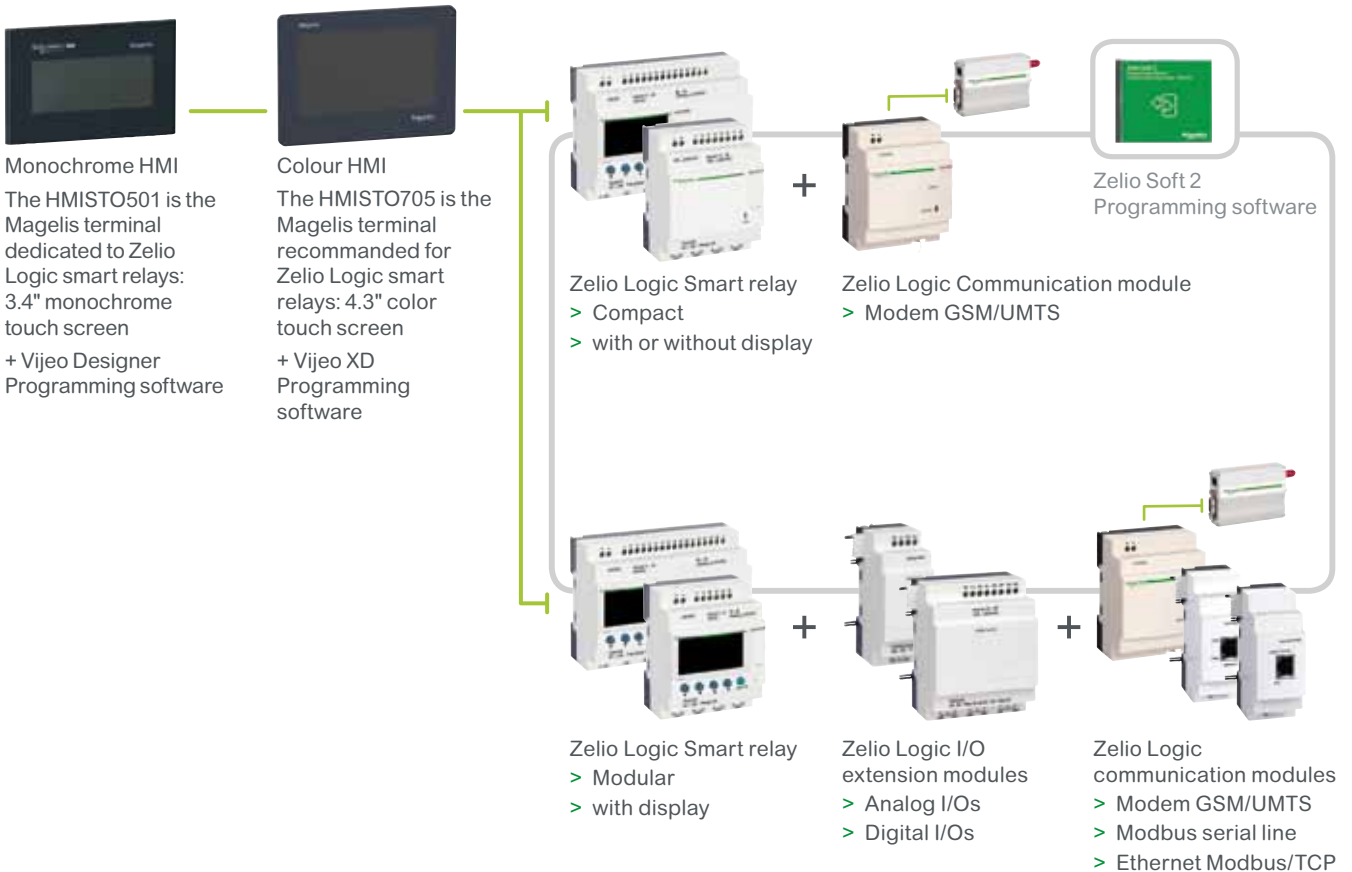 Monochrome HMI
The HMISTO501 is the
Magelis terminal
dedicated to Zelio
Logic smart relays:
3.4" monochrome
touch screen
+ Vijeo Designer
Programming software
Colour HMI
The HMISTO705 is the
Magelis terminal
recommanded for
Zelio Logic smart
relays: 4.3" color
touch screen
+ Vijeo XD
Programming
software
Zelio Logic Smart relay
> Compact
> with or without display
+
Zelio Logic Communication module
> Modem GSM/UMTS
Zelio Soft 2
Programming software
Zelio Logic Smart relay
> Modular
> with display
+
Zelio Logic I/O
extension modules
> Analog I/Os
> Digital I/Os
+
Zelio Logic
communication modules
> Modem GSM/UMTS
> Modbus serial line
> Ethernet Modbus/TCP